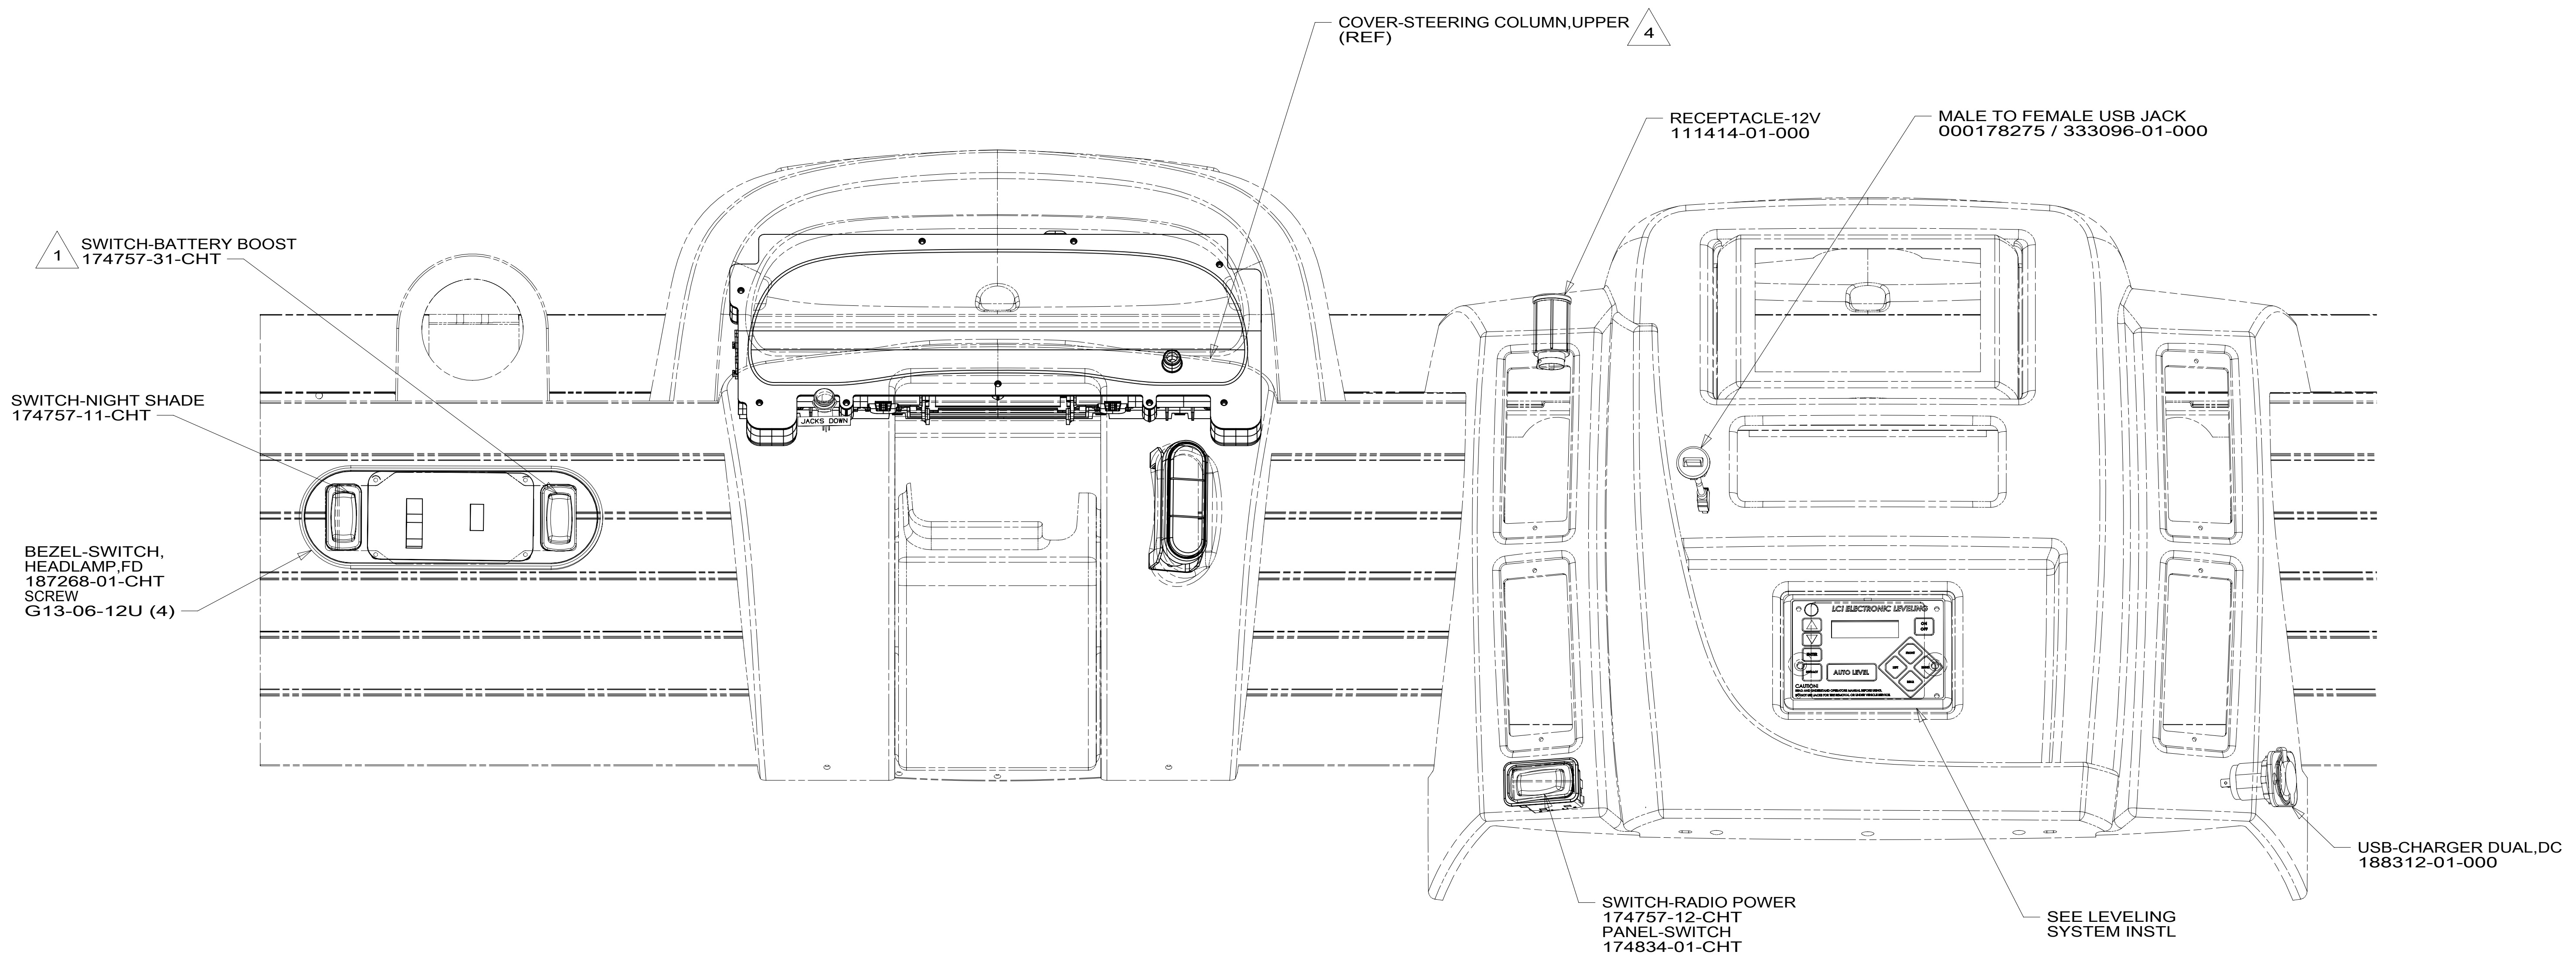 COVER-STEERING COLUMN,UPPER
(REF)
4
RECEPTACLE-12V
111414-01-000
MALE TO FEMALE USB JACK
000178275 / 333096-01-000
1
SWITCH-BATTERY BOOST
174757-31-CHT
SWITCH-NIGHT SHADE
174757-11-CHT
JACKS DOWN
BEZEL-SWITCH,
HEADLAMP,FD
187268-01-CHT
SCREW
G13-06-12U (4)
LCI ELECTRONIC LEVELING
ON
OFF
FRONT
REAR
AUTO LEVEL
CAUTION!
USB-CHARGER DUAL,DC
188312-01-000
SWITCH-RADIO POWER
174757-12-CHT
PANEL-SWITCH
174834-01-CHT
SEE LEVELING
SYSTEM INSTL